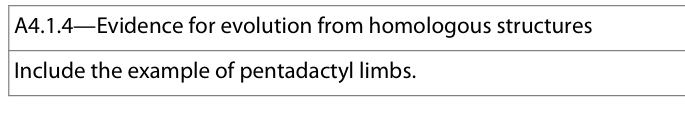 A4.1.4—Evidence for evolution from homologous structures
Include the example of pentadactyl limbs.